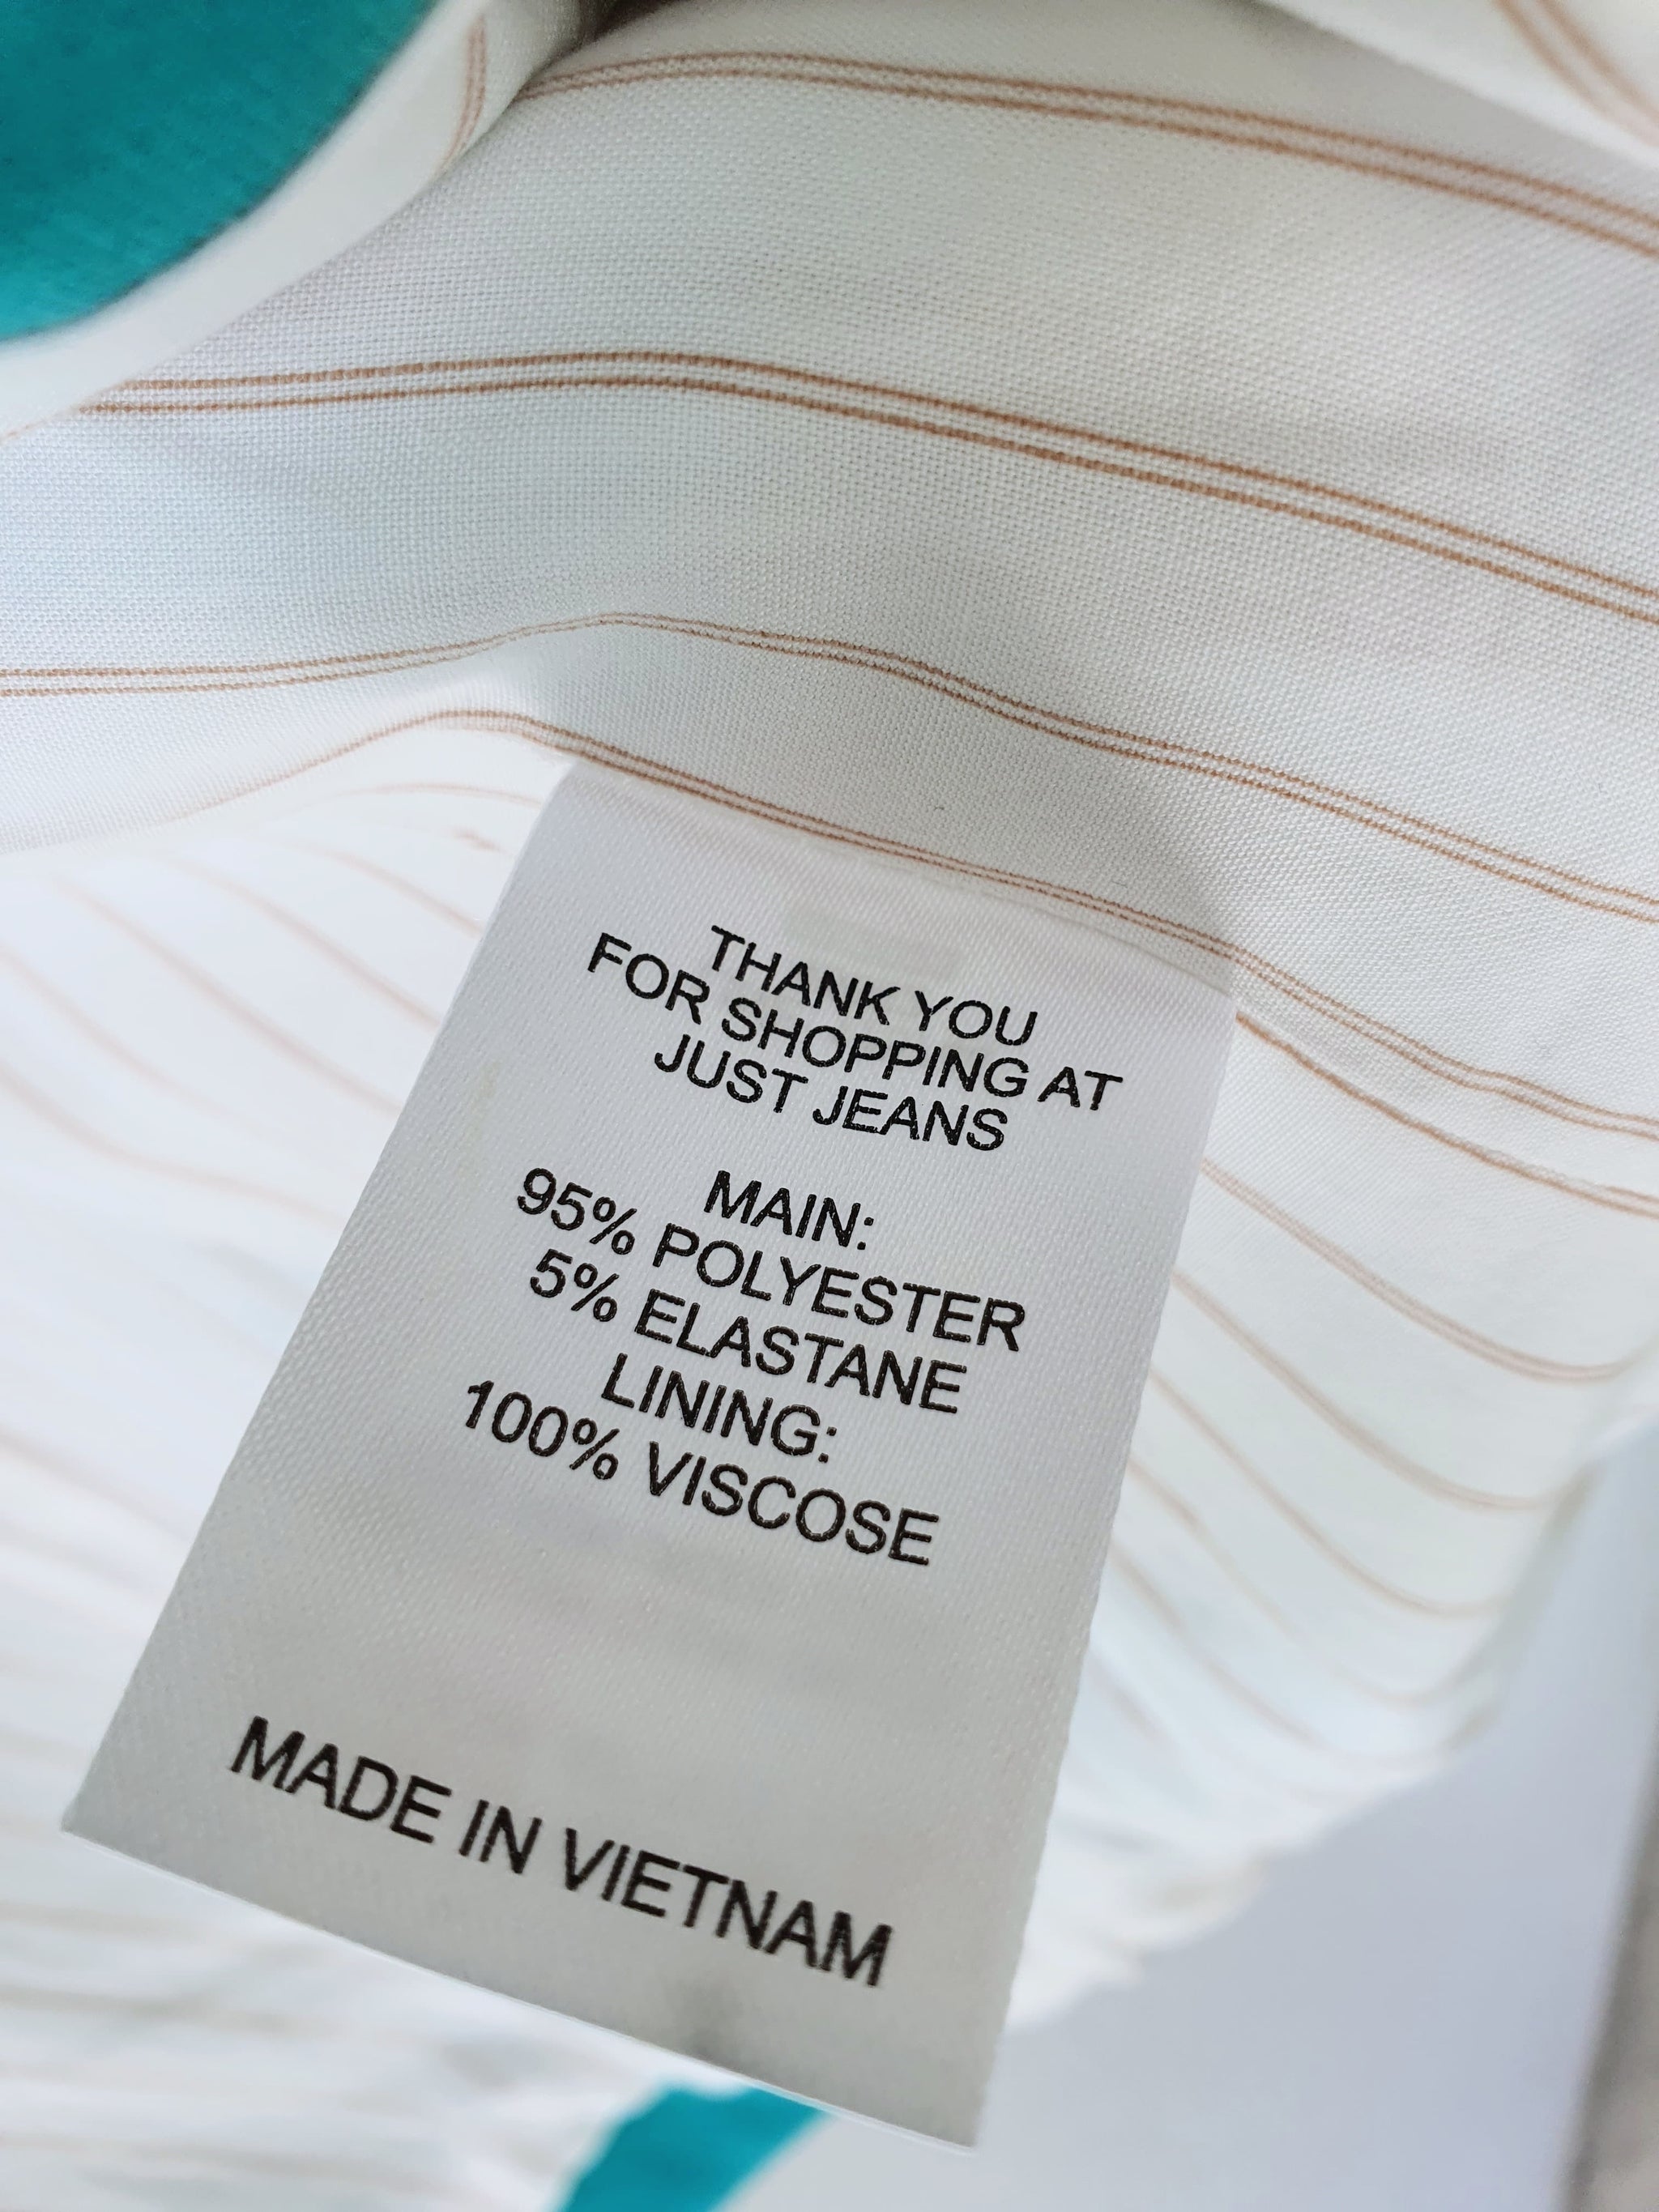 THANK YOU
FOR SHOPPING AT
JUST JEANS
MAIN:
95% POLYESTER
5% ELASTANE
LINING:
100% VISCOSE
MADE IN VIETNAM